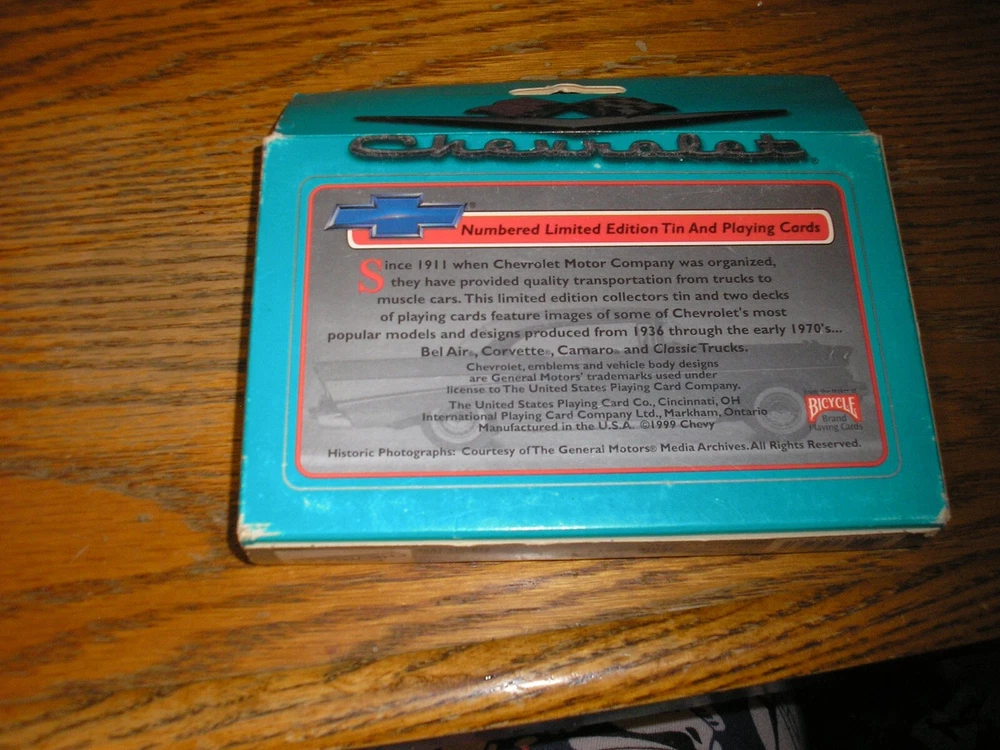 Chevrolet®
Numbered Limited Edition Tin And Playing Cards
Since 1911 when Chevrolet Motor Company was organized,
they have provided quality transportation from trucks to
muscle cars. This limited edition collectors tin and two decks
of playing cards feature images of some of Chevrolet's most
popular models and designs produced from 1936 through the early 1970's...
Bel Air®, Corvette®, Camaro® and Classic Trucks.
Chevrolet, emblems and vehicle body designs
are General Motors' trademarks used under
license to The United States Playing Card Company.
The United States Playing Card Co., Cincinnati, OH
International Playing Card Company Ltd., Markham, Ontario
Manufactured in the U.S.A. ©1999 Chevy
BICYCLE
Brand
Playing Cards
Historic Photographs: Courtesy of The General Motors® Media Archives. All Rights Reserved.